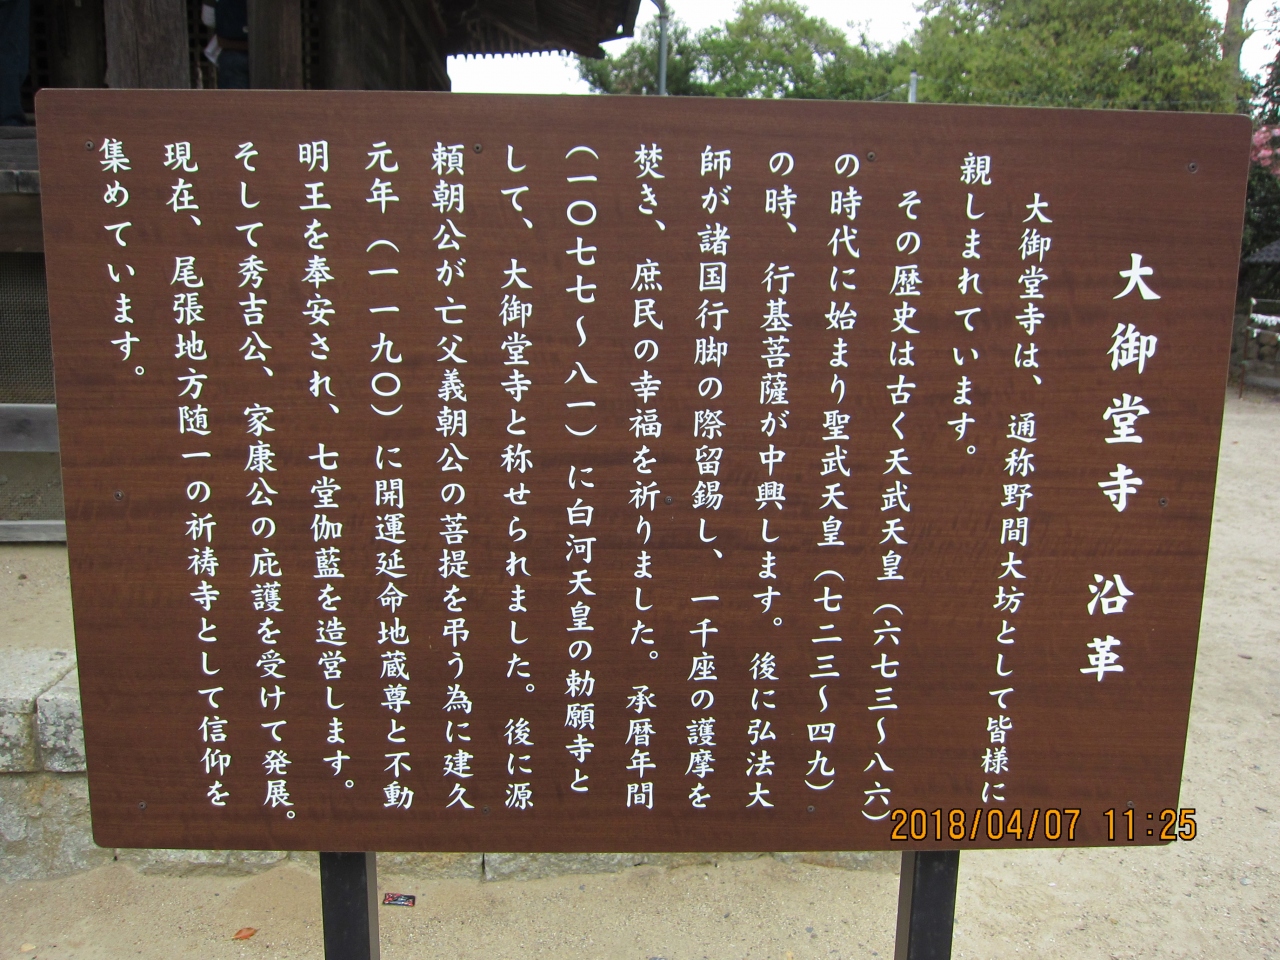 大御堂寺　沿革
大御堂寺は、通称野間大坊として皆様に
親しまれています。
その歴史は古く天武天皇（六七三〜八六）
の時代に始まり聖武天皇（七二三〜四九）
の時、行基菩薩が中興します。後に弘法大
師が諸国行脚の際留錫し、一千座の護摩を
焚き、庶民の幸福を祈りました。承暦年間
（一〇七七〜八一）に白河天皇の勅願寺と
して、大御堂寺と称せられました。後に源
頼朝公が亡父義朝公の菩提を弔う為に建久
元年（一一九〇）に開運延命地蔵尊と不動
明王を奉安され、七堂伽藍を造営します。
そして秀吉公、家康公の庇護を受けて発展。
現在、尾張地方随一の祈祷寺として信仰を
集めています。
2018/04/07 11:25